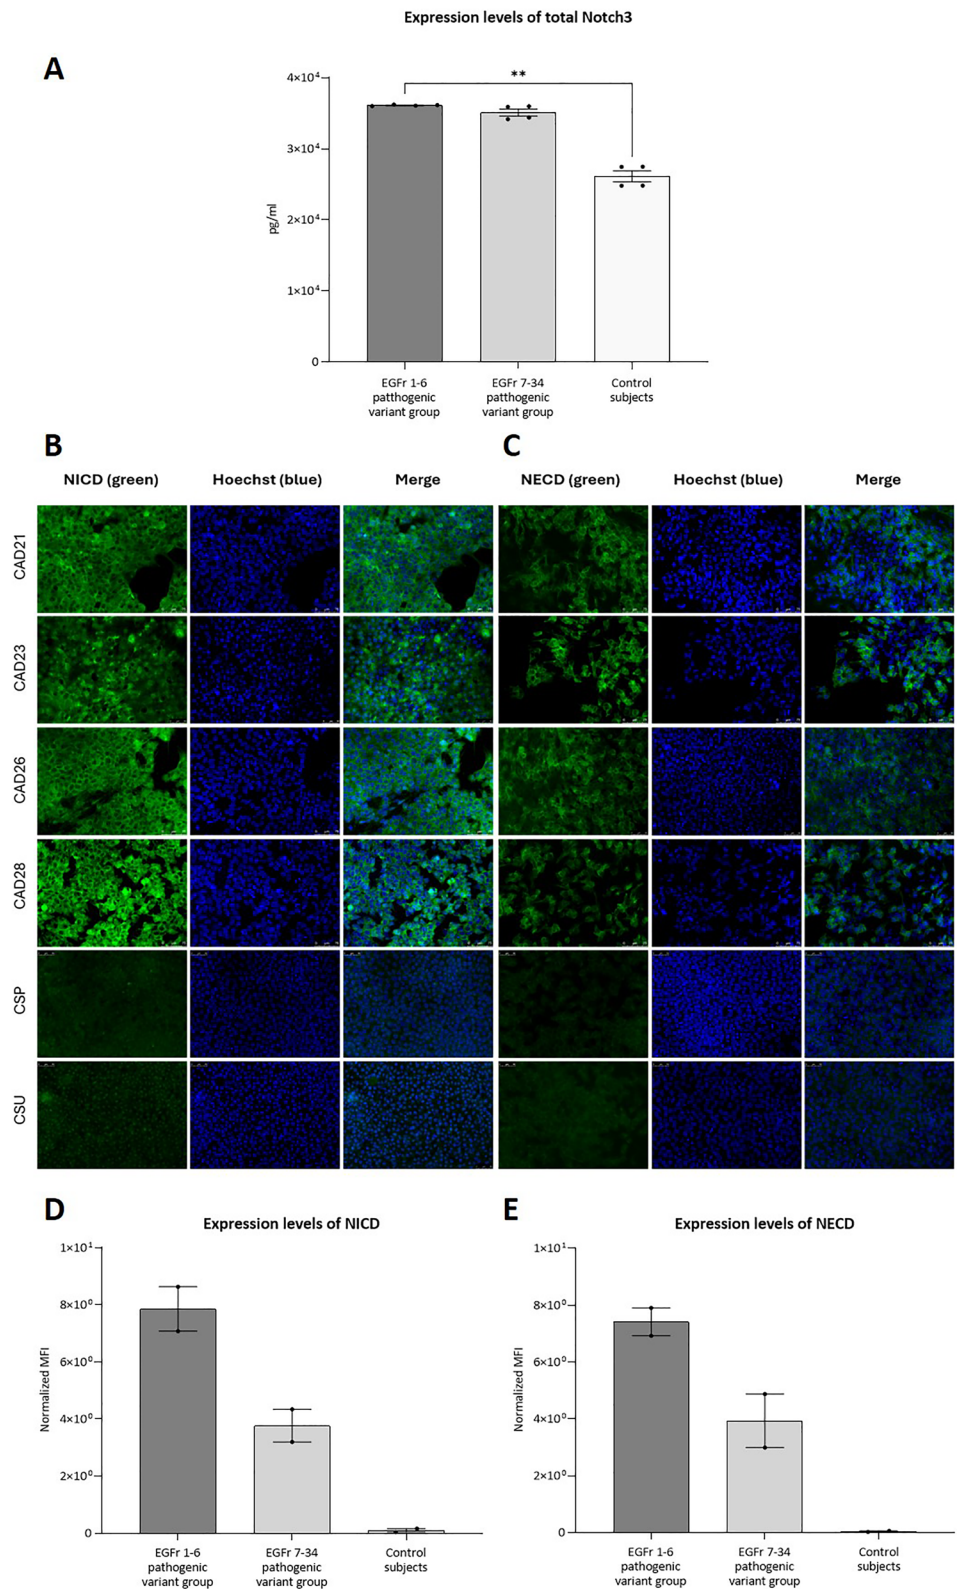 Expression levels of total Notch3
A
**
4×10⁴
3×10⁴
2×10⁴
1×10⁴
0
pg/ml
EGFr 1-6
patthogenic
variant group
EGFr 7-34
patthogenic
variant group
Control
subjects
B
NICD (green)
Hoechst (blue)
Merge
C
NECD (green)
Hoechst (blue)
Merge
CAD21
CAD23
CAD26
CAD28
CSP
CSU
D
Expression levels of NICD
1×10¹
8×10⁰
6×10⁰
4×10⁰
2×10⁰
0
Normalized MFI
EGFr 1-6
pathogenic
variant group
EGFr 7-34
pathogenic
variant group
Control
subjects
E
Expression levels of NECD
1×10¹
8×10⁰
6×10⁰
4×10⁰
2×10⁰
0
Normalized MFI
EGFr 1-6
pathogenic
variant group
EGFr 7-34
pathogenic
variant group
Control
subjects